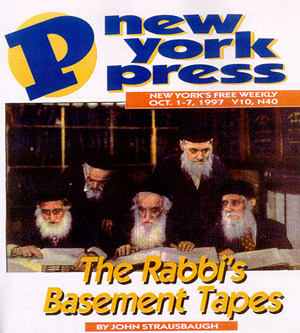 P new
york
press
NEW YORK'S FREE WEEKLY
OCT. 1-7, 1997 V10, N40
The Rabbi's
Basement Tapes
BY JOHN STRAUSBAUGH